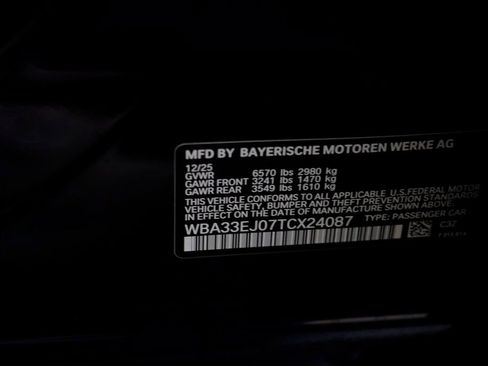 MFD BY BAYERISCHE MOTOREN WERKE AG
12/25
GVWR 6570 lbs 2980 kg
GAWR FRONT 3241 lbs 1470 kg
GAWR REAR 3549 lbs 1610 kg
THIS VEHICLE CONFORMS TO ALL APPLICABLE U.S.FEDERAL MOTOR
VEHICLE SAFETY, BUMPER AND THEFT PREVENTION STANDARDS
IN EFFECT ON THE DATE OF MANUFACTURE SHOWN ABOVE.
WBA33EJ07TCX24087 TYPE: PASSENGER CAR
C3Z